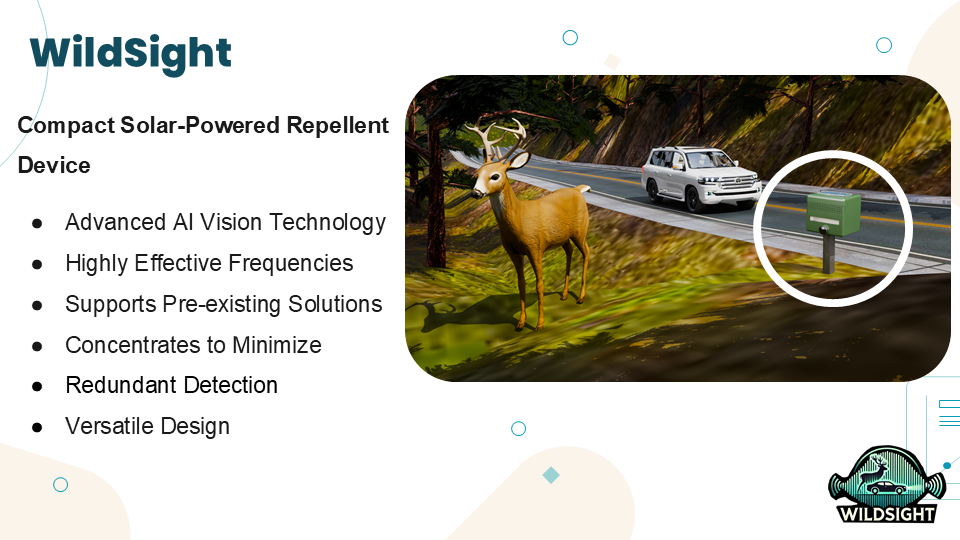 WildSight
Compact Solar-Powered Repellent
Device
● Advanced AI Vision Technology
● Highly Effective Frequencies
● Supports Pre-existing Solutions
● Concentrates to Minimize
● Redundant Detection
● Versatile Design
WILDSIGHT